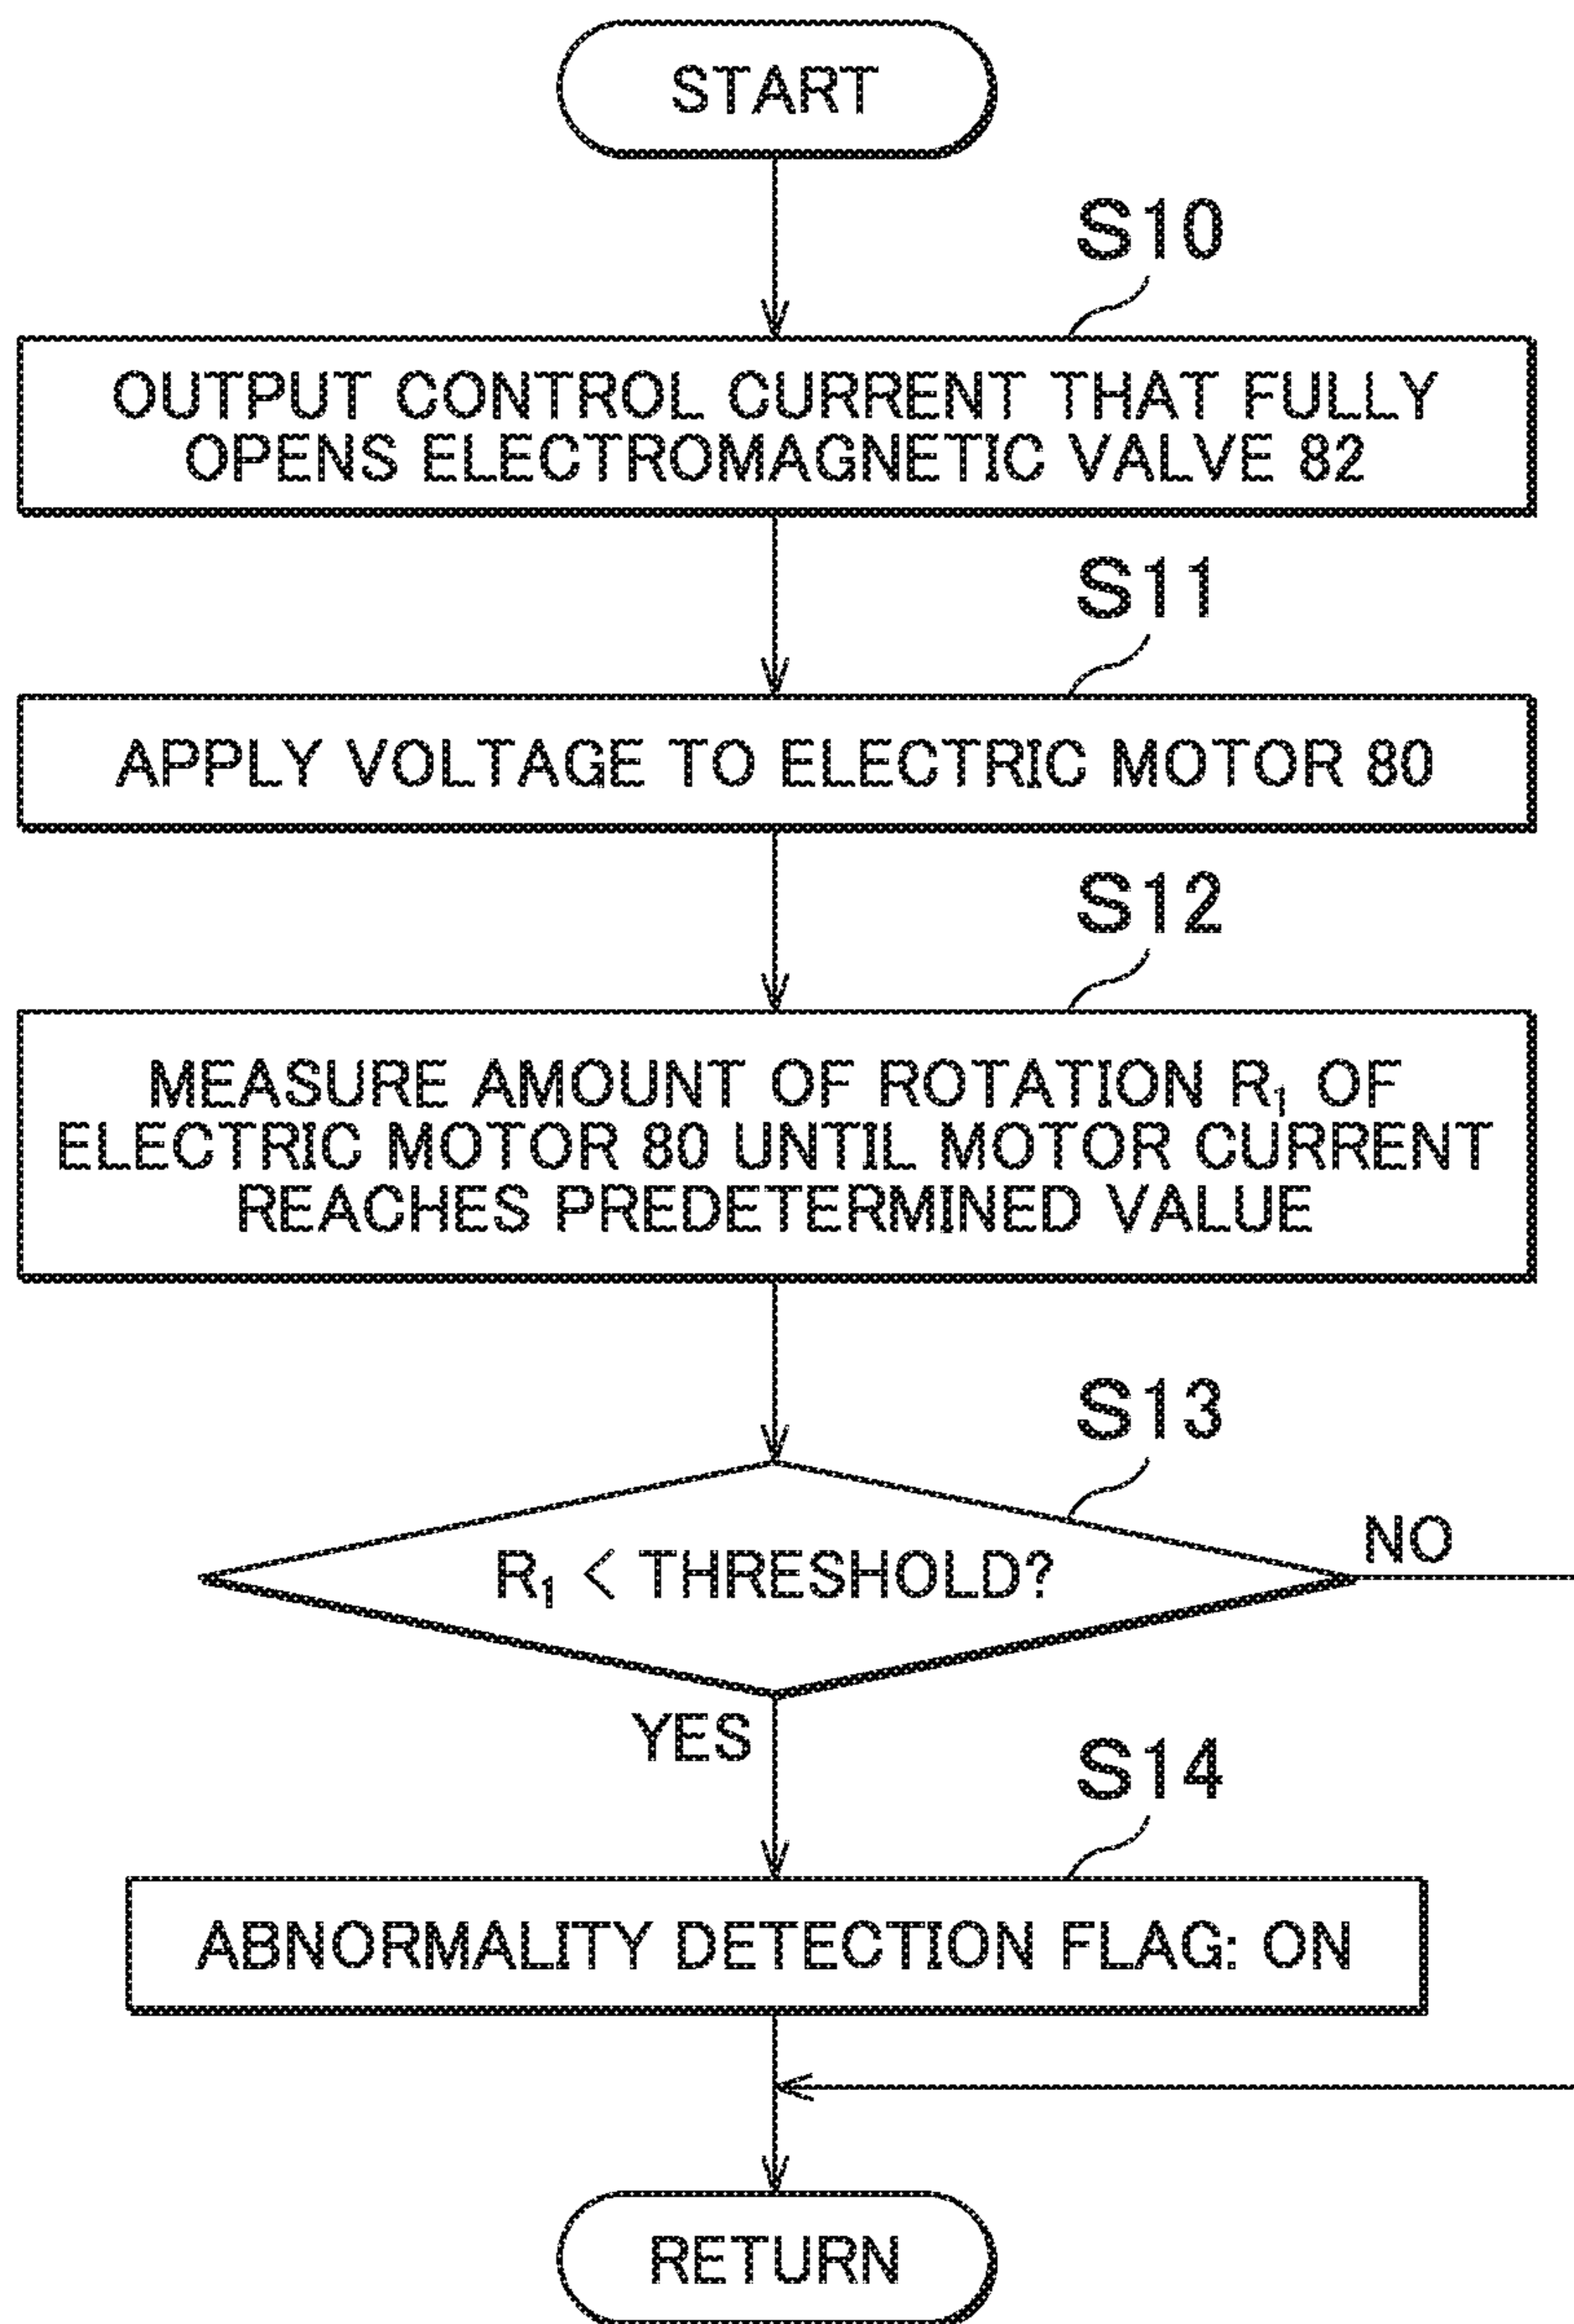 START
S10
OUTPUT CONTROL CURRENT THAT FULLY
OPENS ELECTROMAGNETIC VALVE 82
S11
APPLY VOLTAGE TO ELECTRIC MOTOR 80
S12
MEASURE AMOUNT OF ROTATION R₁ OF
ELECTRIC MOTOR 80 UNTIL MOTOR CURRENT
REACHES PREDETERMINED VALUE
S13
R₁ < THRESHOLD?
NO
YES
S14
ABNORMALITY DETECTION FLAG: ON
RETURN